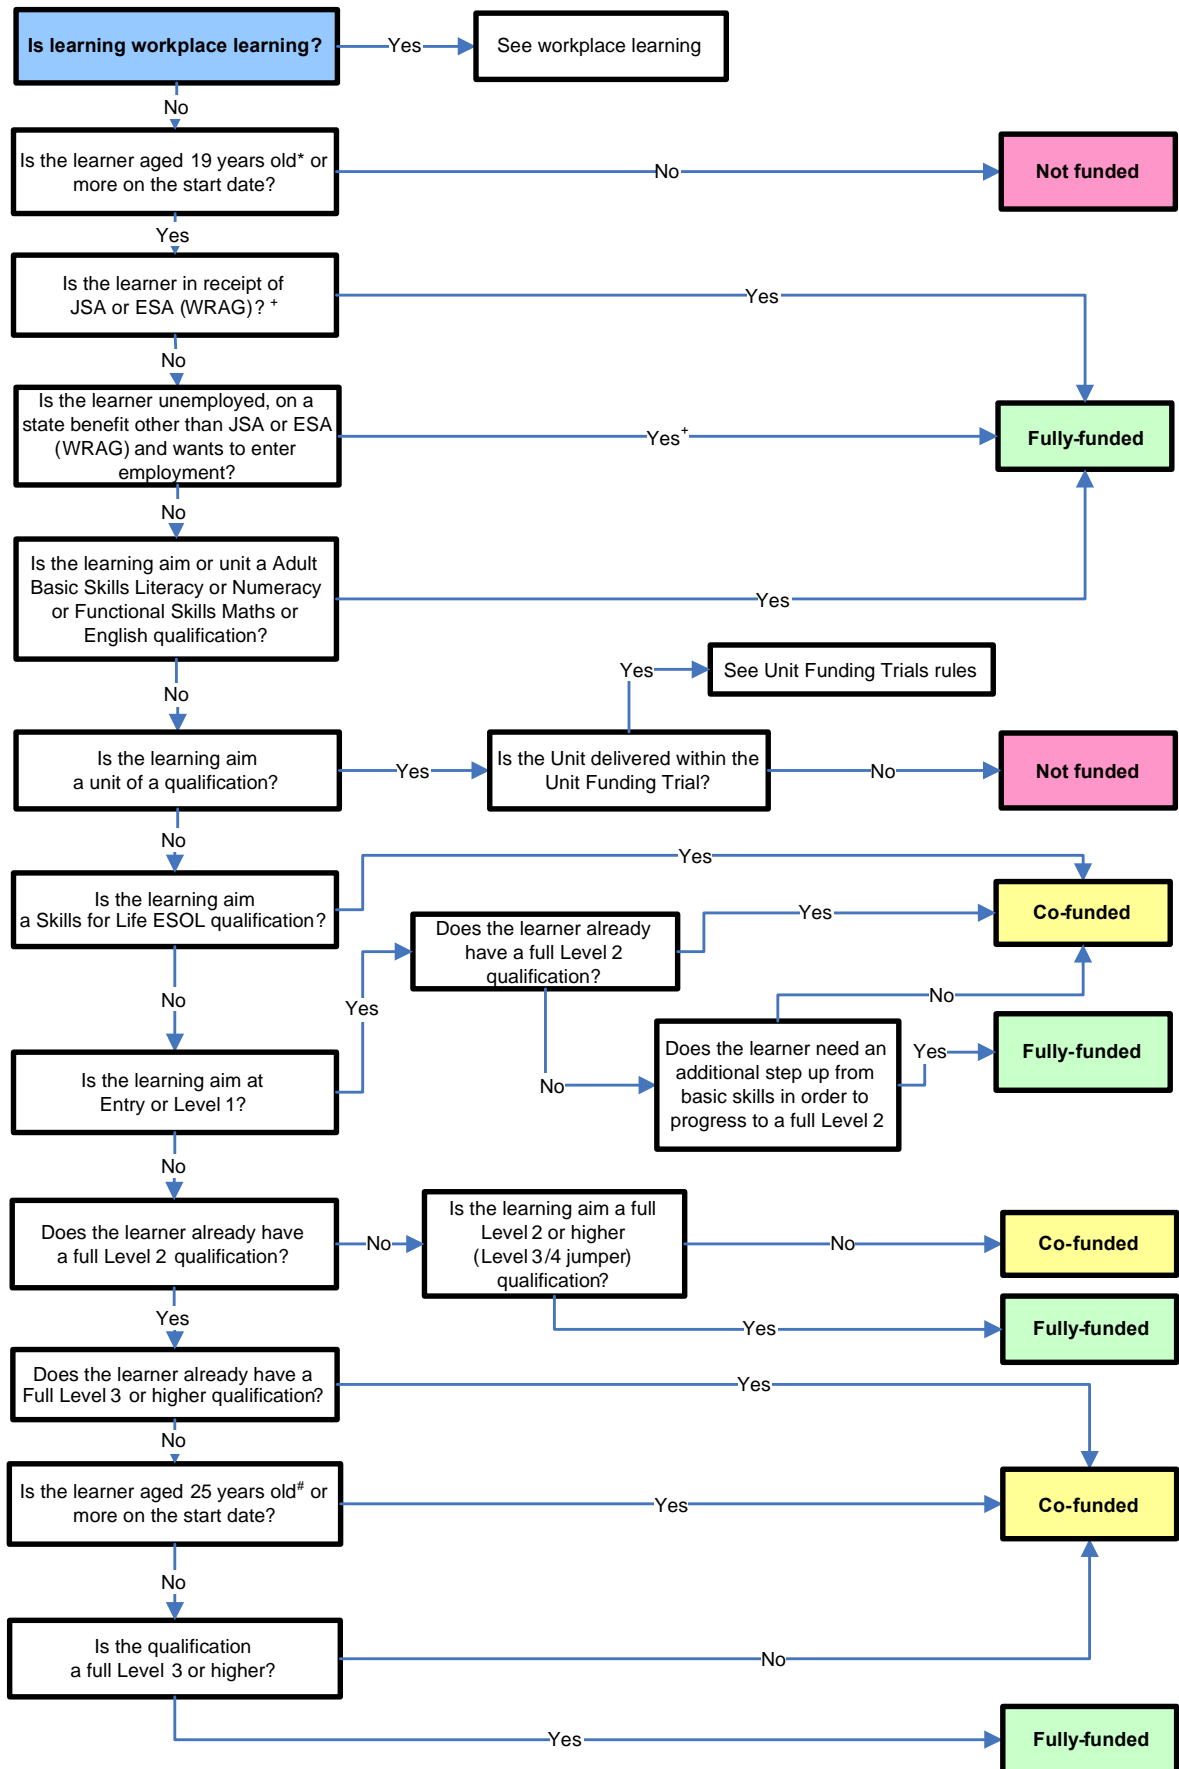 Is learning workplace learning?
Yes
See workplace learning
No
Is the learner aged 19 years old* or
more on the start date?
No
Not funded
Yes
Is the learner in receipt of
JSA or ESA (WRAG)? +
Yes
No
Is the learner unemployed, on a
state benefit other than JSA or ESA
(WRAG) and wants to enter
employment?
Yes+
Fully-funded
No
Is the learning aim or unit a Adult
Basic Skills Literacy or Numeracy
or Functional Skills Maths or
English qualification?
Yes
No
Yes
See Unit Funding Trials rules
Is the learning aim
a unit of a qualification?
Yes
Is the Unit delivered within the
Unit Funding Trial?
No
Not funded
No
Is the learning aim
a Skills for Life ESOL qualification?
Yes
Co-funded
Does the learner already
have a full Level 2
qualification?
Yes
No
Yes
No
Does the learner need an
additional step up from
basic skills in order to
progress to a full Level 2
No
Yes
Fully-funded
Is the learning aim at
Entry or Level 1?
No
Does the learner already have
a full Level 2 qualification?
No
Is the learning aim a full
Level 2 or higher
(Level 3/4 jumper)
qualification?
No
Co-funded
Yes
Fully-funded
Yes
Does the learner already have a
Full Level 3 or higher qualification?
Yes
No
Is the learner aged 25 years old# or
more on the start date?
Yes
Co-funded
No
Is the qualification
a full Level 3 or higher?
No
Yes
Fully-funded